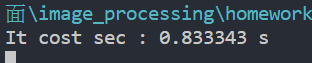 面\image_processing\homework
It cost sec : 0.833343 s